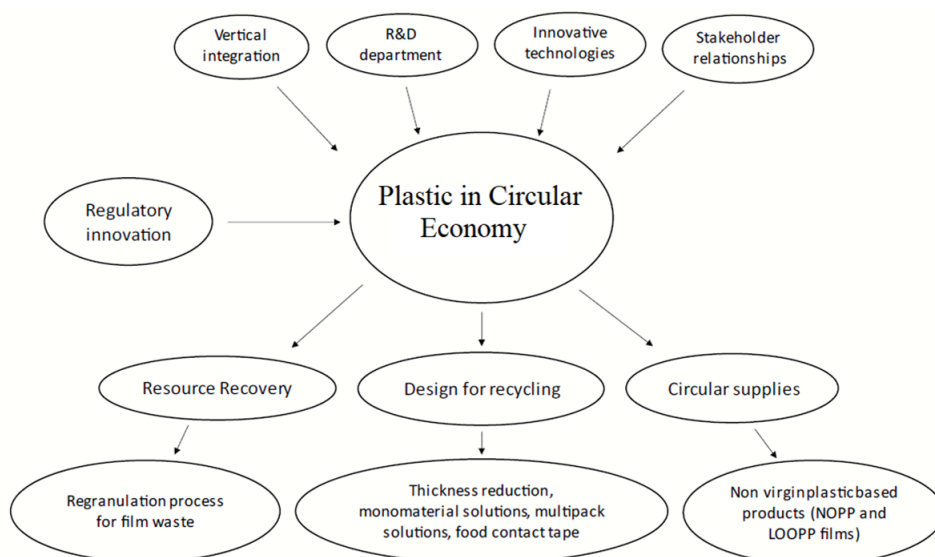 Vertical
integration
R&D
department
Innovative
technologies
Stakeholder
relationships
Plastic in Circular
Economy
Regulatory
innovation
Resource Recovery
Design for recycling
Circular supplies
Regranulation process
for film waste
Thickness reduction,
monomaterial solutions, multipack
solutions, food contact tape
Non virginplasticbased
products (NOPP and
LOOPP films)